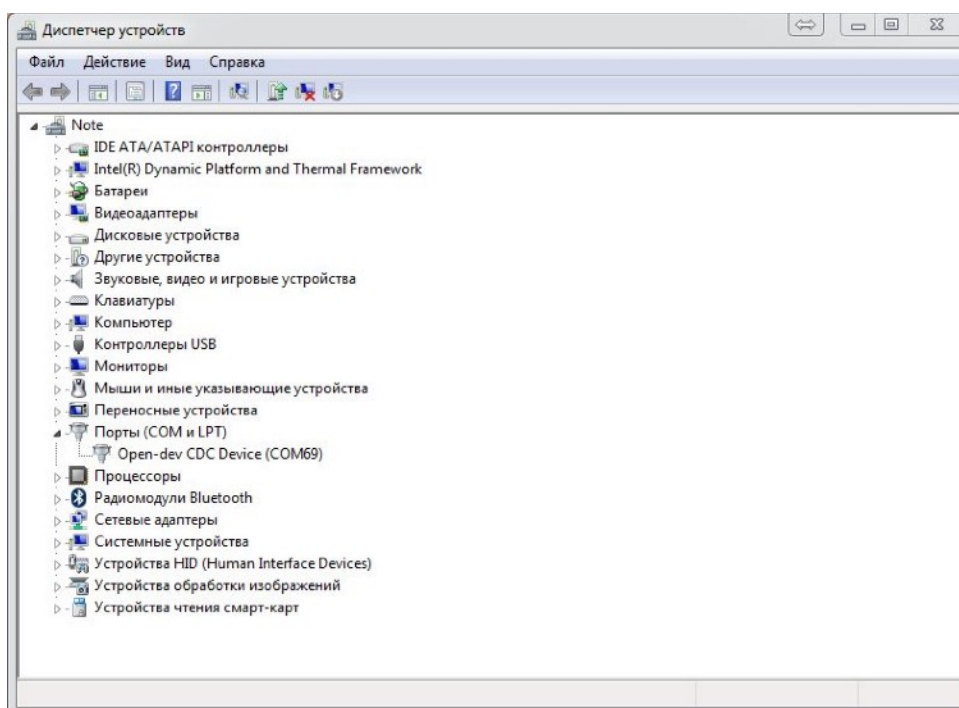 Диспетчер устройств
Файл Действие Вид Справка
Note
IDE ATA/ATAPI контроллеры
Intel(R) Dynamic Platform and Thermal Framework
Батареи
Видеоадаптеры
Дисковые устройства
Другие устройства
Звуковые, видео и игровые устройства
Клавиатуры
Компьютер
Контроллеры USB
Мониторы
Мыши и иные указывающие устройства
Переносные устройства
Порты (COM и LPT)
Open-dev CDC Device (COM69)
Процессоры
Радиомодули Bluetooth
Сетевые адаптеры
Системные устройства
Устройства HID (Human Interface Devices)
Устройства обработки изображений
Устройства чтения смарт-карт